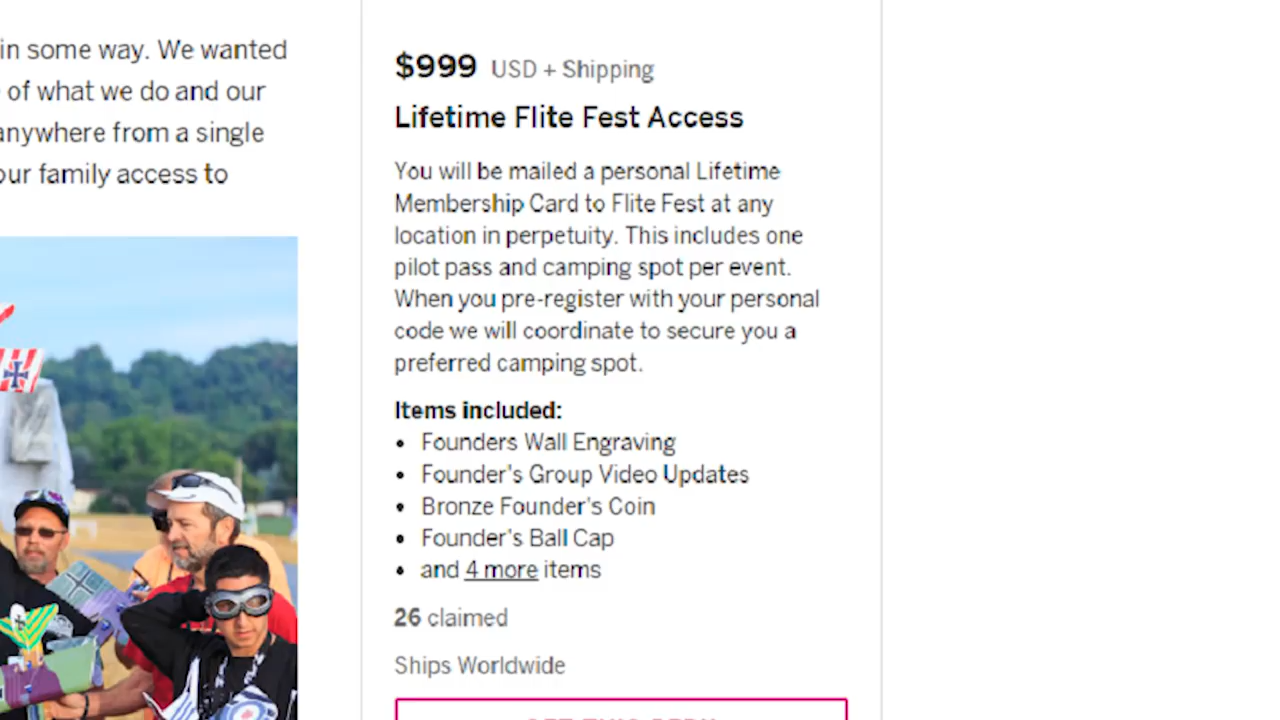 in some way. We wanted
of what we do and our
anywhere from a single
our family access to
$999 USD + Shipping
Lifetime Flite Fest Access
You will be mailed a personal Lifetime
Membership Card to Flite Fest at any
location in perpetuity. This includes one
pilot pass and camping spot per event.
When you pre-register with your personal
code we will coordinate to secure you a
preferred camping spot.
Items included:
• Founders Wall Engraving
• Founder's Group Video Updates
• Bronze Founder's Coin
• Founder's Ball Cap
• and 4 more items
26 claimed
Ships Worldwide
GET THIS PERK